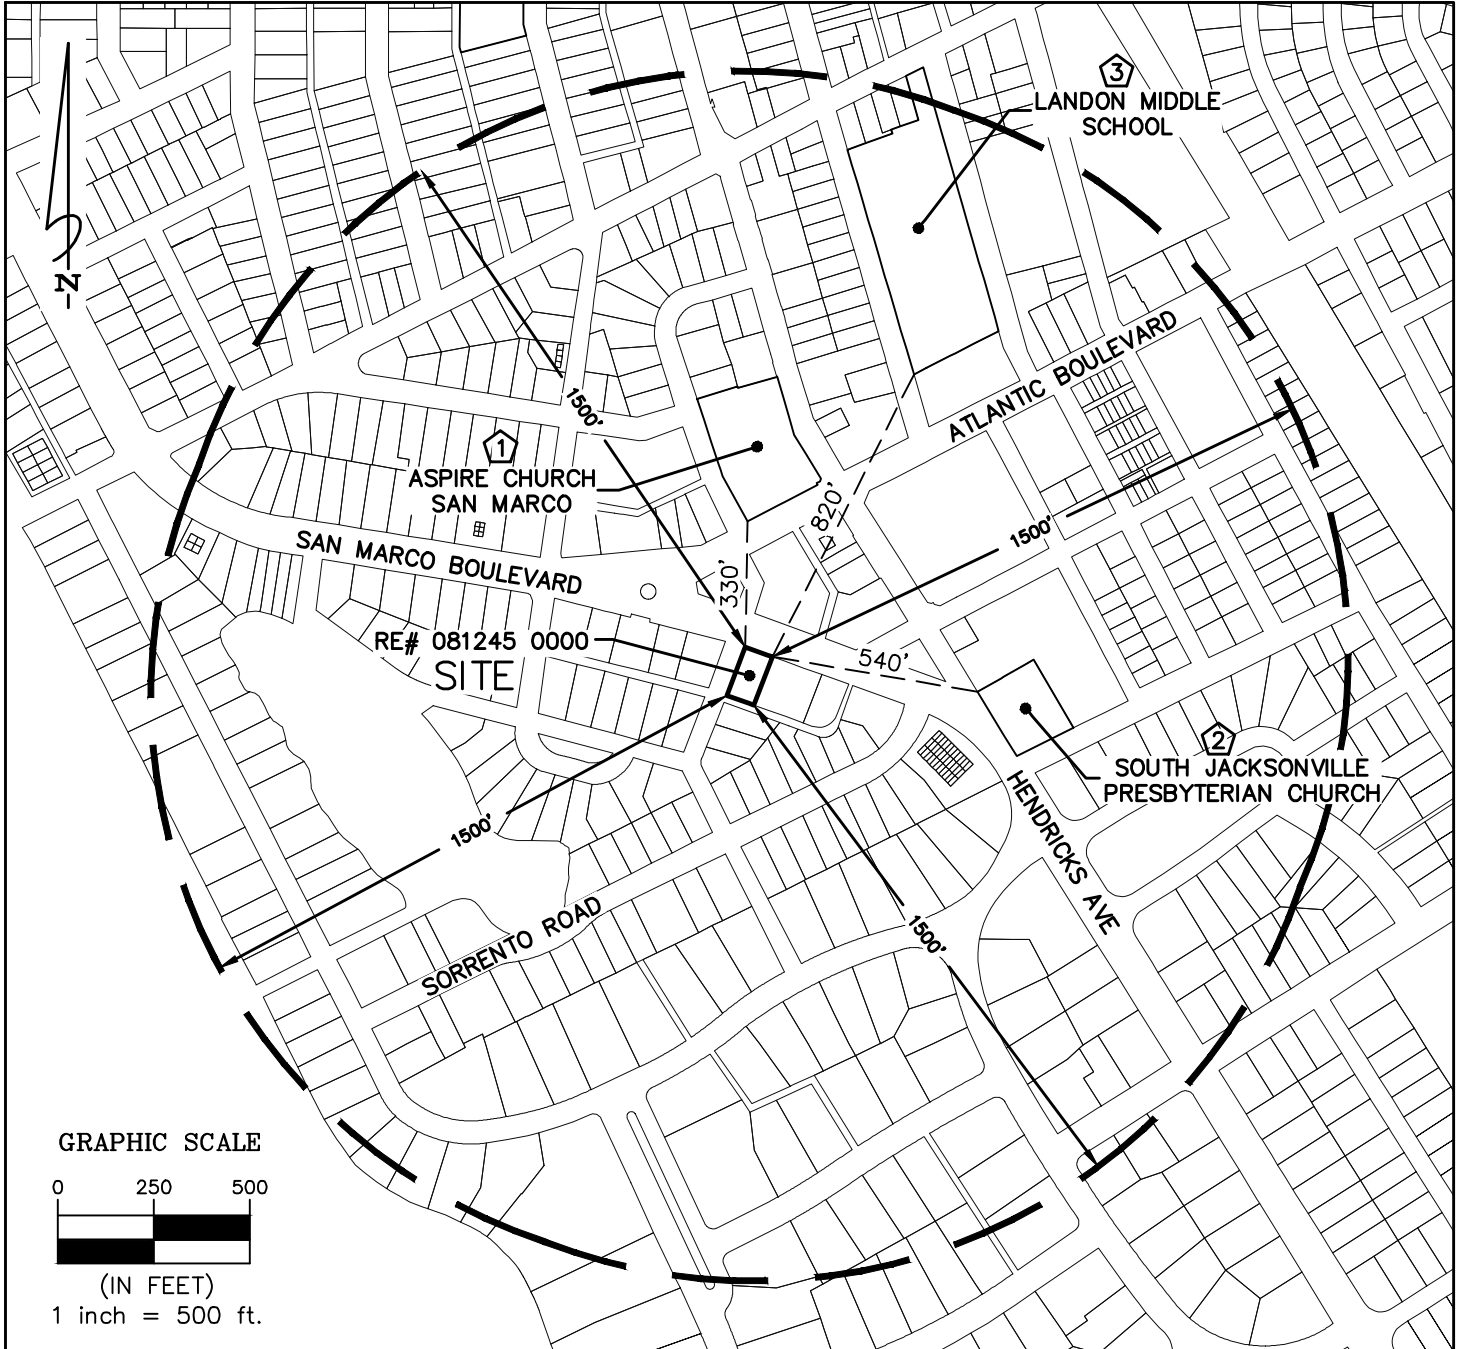 3
LANDON MIDDLE
SCHOOL
N
ATLANTIC BOULEVARD
1500'
1
ASPIRE CHURCH
SAN MARCO
820'
1500'
SAN MARCO BOULEVARD
330'
RE# 081245 0000
SITE
540'
2
SOUTH JACKSONVILLE
PRESBYTERIAN CHURCH
HENDRICKS AVE
1500'
SORRENTO ROAD
1500'
GRAPHIC SCALE
0 250 500
(IN FEET)
1 inch = 500 ft.